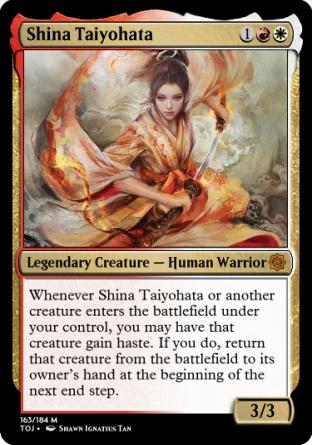 Shina Taiyohata 1
Legendary Creature — Human Warrior
Whenever Shina Taiyohata or another
creature enters the battlefield under
your control, you may have that
creature gain haste. If you do, return
that creature from the battlefield to its
owner's hand at the beginning of the
next end step.
3/3
163/184 M
TOJ • Shawn Ignatius Tan